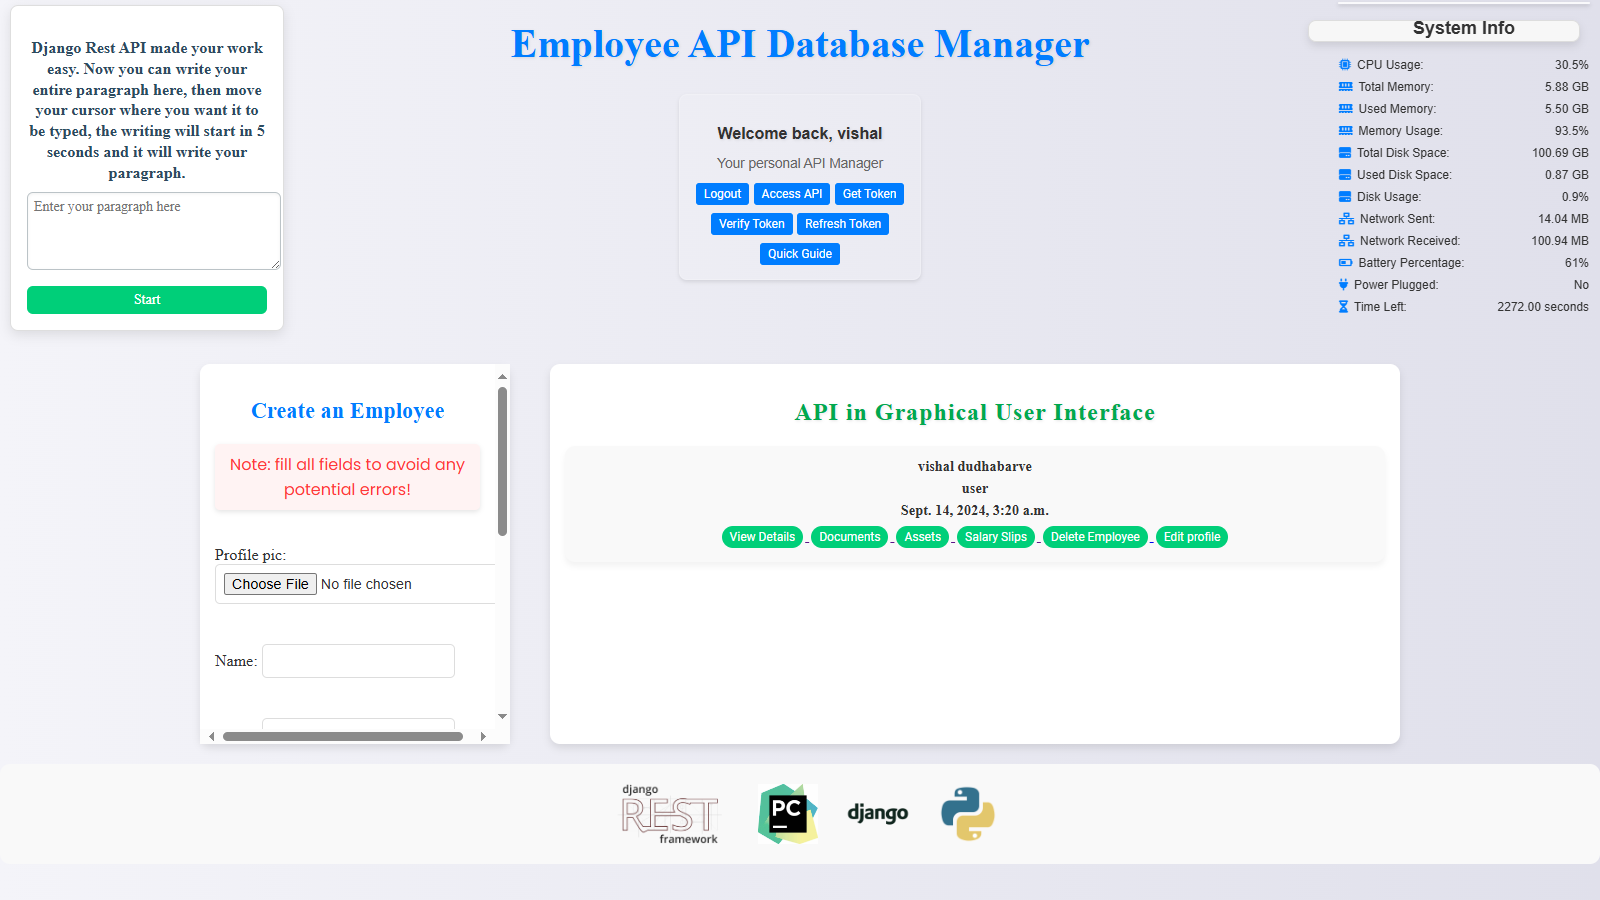 Django Rest API made your work
easy. Now you can write your
entire paragraph here, then move
your cursor where you want it to
be typed, the writing will start in 5
seconds and it will write your
paragraph.
Enter your paragraph here
Start
Employee API Database Manager
Welcome back, vishal
Your personal API Manager
Logout Access API Get Token
Verify Token Refresh Token
Quick Guide
System Info
CPU Usage: 30.5%
Total Memory: 5.88 GB
Used Memory: 5.50 GB
Memory Usage: 93.5%
Total Disk Space: 100.69 GB
Used Disk Space: 0.87 GB
Disk Usage: 0.9%
Network Sent: 14.04 MB
Network Received: 100.94 MB
Battery Percentage: 61%
Power Plugged: No
Time Left: 2272.00 seconds
Create an Employee
Note: fill all fields to avoid any
potential errors!
Profile pic:
Choose File No file chosen
Name:
API in Graphical User Interface
vishal dudhabarve
user
Sept. 14, 2024, 3:20 a.m.
View Details Documents Assets Salary Slips Delete Employee Edit profile
django
REST
framework
PC
django